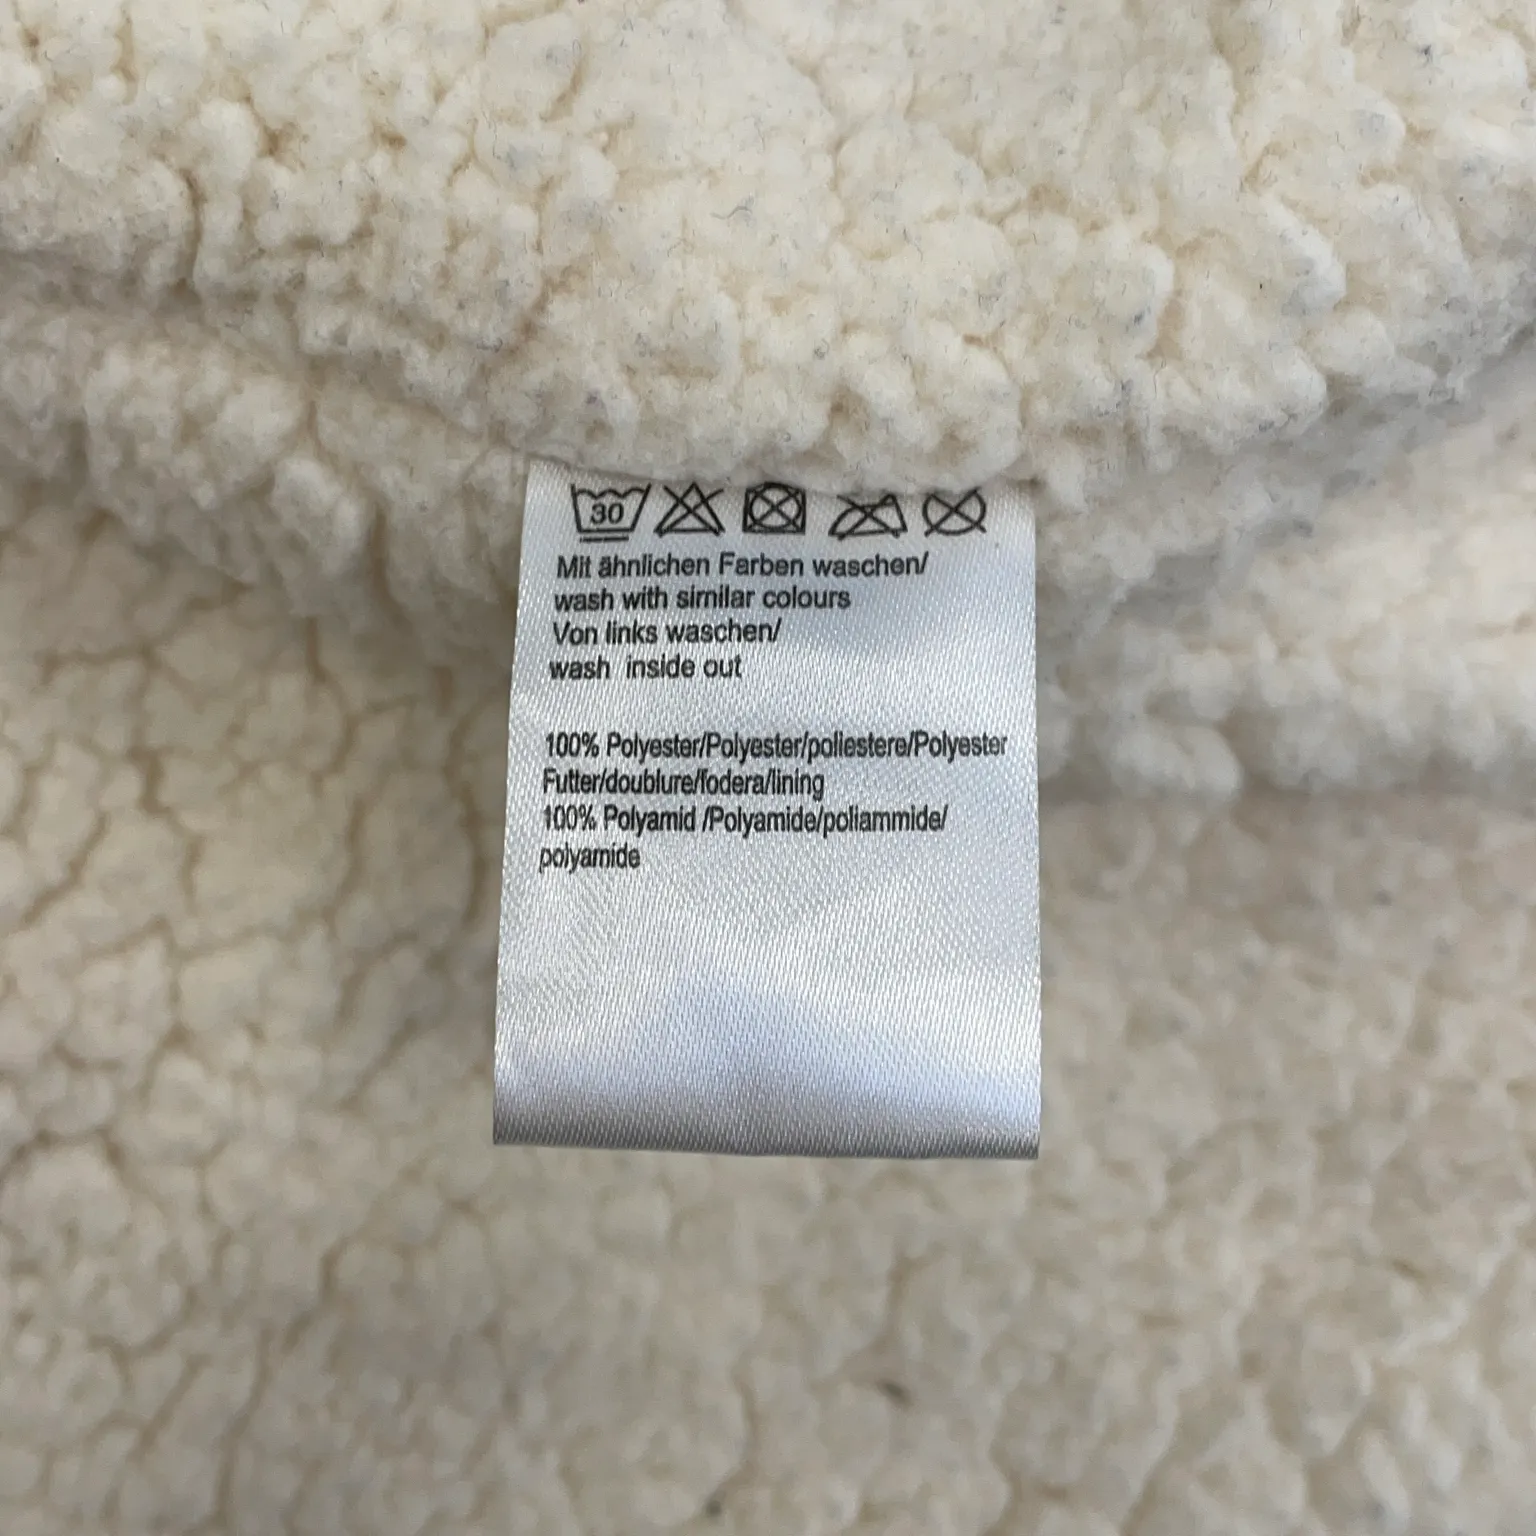 30
Mit ähnlichen Farben waschen/
wash with similar colours
Von links waschen/
wash inside out
100% Polyester/Polyester/poliestere/Polyester
Futter/doublure/fodera/lining
100% Polyamid /Polyamide/poliammide/
polyamide